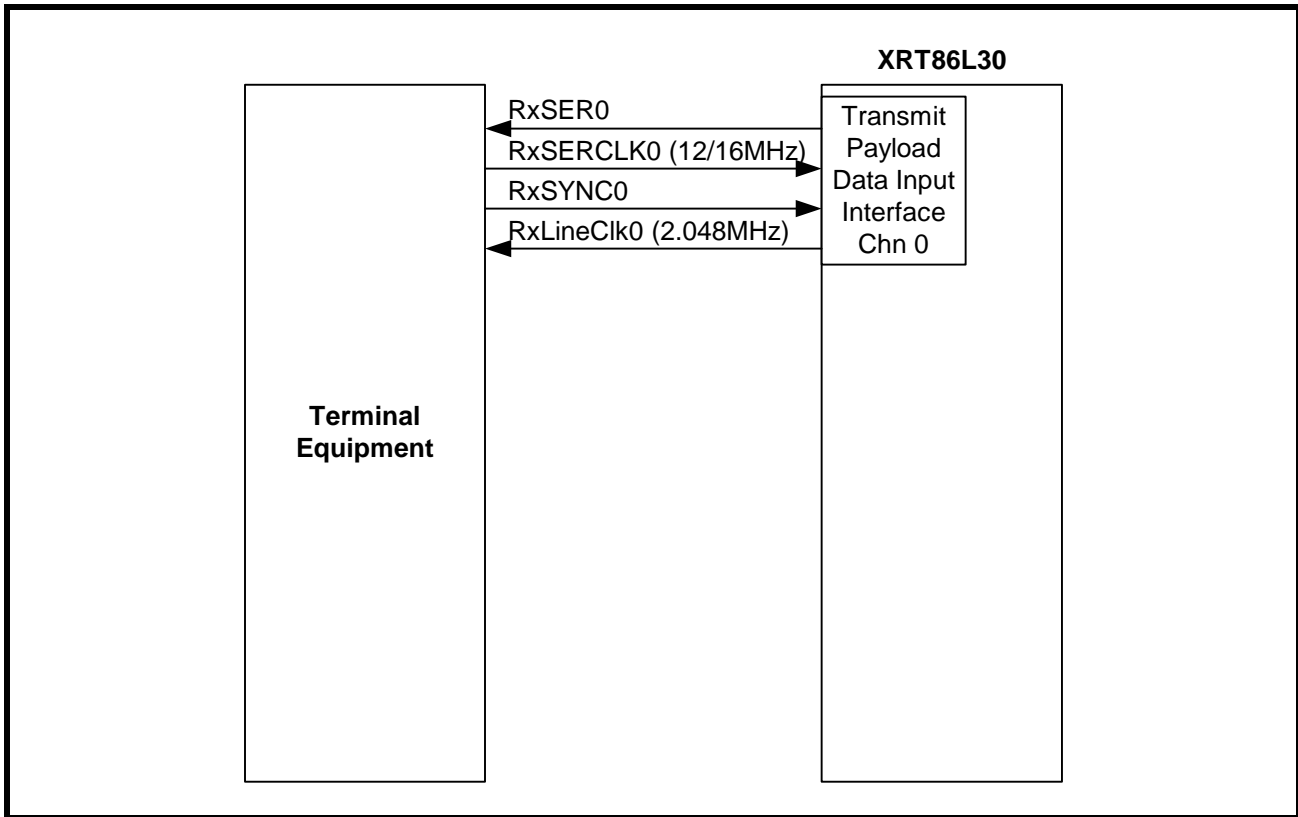 XRT86L30
RxSER0
RxSERCLK0 (12/16MHz)
RxSYNC0
RxLineClk0 (2.048MHz)
Transmit
Payload
Data Input
Interface
Chn 0
Terminal
Equipment